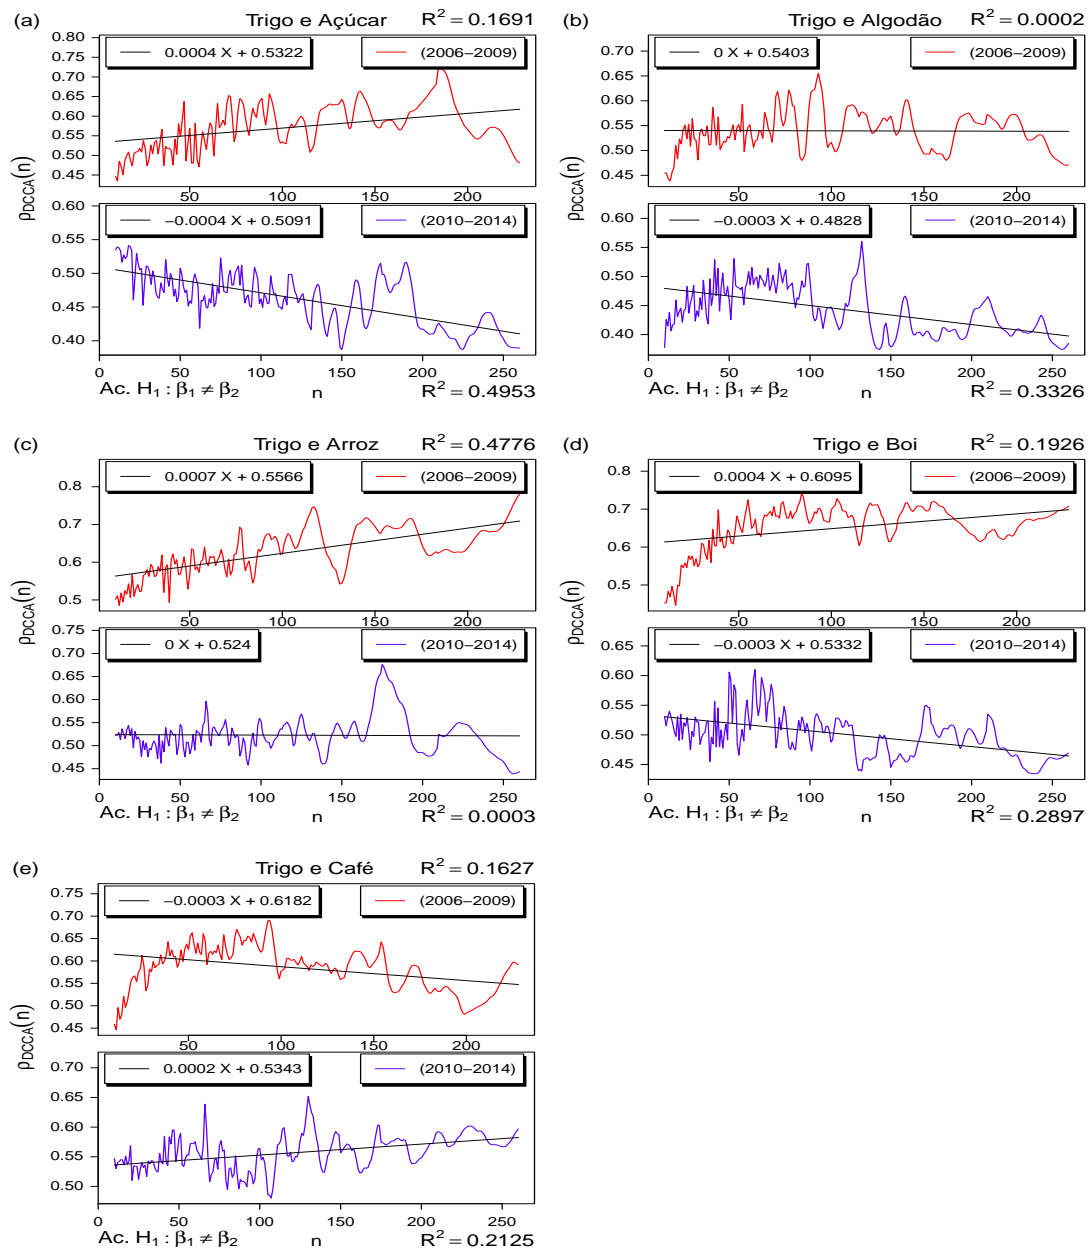 (a) Trigo e Açúcar R² = 0.1691
0.80
0.75
0.70
0.65
0.60
0.55
0.50
0.45
0.0004 X + 0.5322 (2006−2009)
50 100 150 200
ρDCCA(n)
0.60
0.55
0.50
0.45
0.40
−0.0004 X + 0.5091 (2010−2014)
0 50 100 150 200 250
Ac. H₁ : β₁ ≠ β₂ n R² = 0.4953
(b) Trigo e Algodão R² = 0.0002
0.70
0.65
0.60
0.55
0.50
0.45
0 X + 0.5403 (2006−2009)
50 100 150 200
ρDCCA(n)
0.60
0.55
0.50
0.45
0.40
−0.0003 X + 0.4828 (2010−2014)
0 50 100 150 200 250
Ac. H₁ : β₁ ≠ β₂ n R² = 0.3326
(c) Trigo e Arroz R² = 0.4776
0.8
0.7
0.6
0.5
0.0007 X + 0.5566 (2006−2009)
50 100 150 200
ρDCCA(n)
0.75
0.70
0.65
0.60
0.55
0.50
0.45
0 X + 0.524 (2010−2014)
0 50 100 150 200 250
Ac. H₁ : β₁ ≠ β₂ n R² = 0.0003
(d) Trigo e Boi R² = 0.1926
0.8
0.7
0.6
0.5
0.0004 X + 0.6095 (2006−2009)
50 100 150 200
ρDCCA(n)
0.65
0.60
0.55
0.50
0.45
−0.0003 X + 0.5332 (2010−2014)
0 50 100 150 200 250
Ac. H₁ : β₁ ≠ β₂ n R² = 0.2897
(e) Trigo e Café R² = 0.1627
0.75
0.70
0.65
0.60
0.55
0.50
0.45
−0.0003 X + 0.6182 (2006−2009)
50 100 150 200
ρDCCA(n)
0.70
0.65
0.60
0.55
0.50
0.0002 X + 0.5343 (2010−2014)
0 50 100 150 200 250
Ac. H₁ : β₁ ≠ β₂ n R² = 0.2125